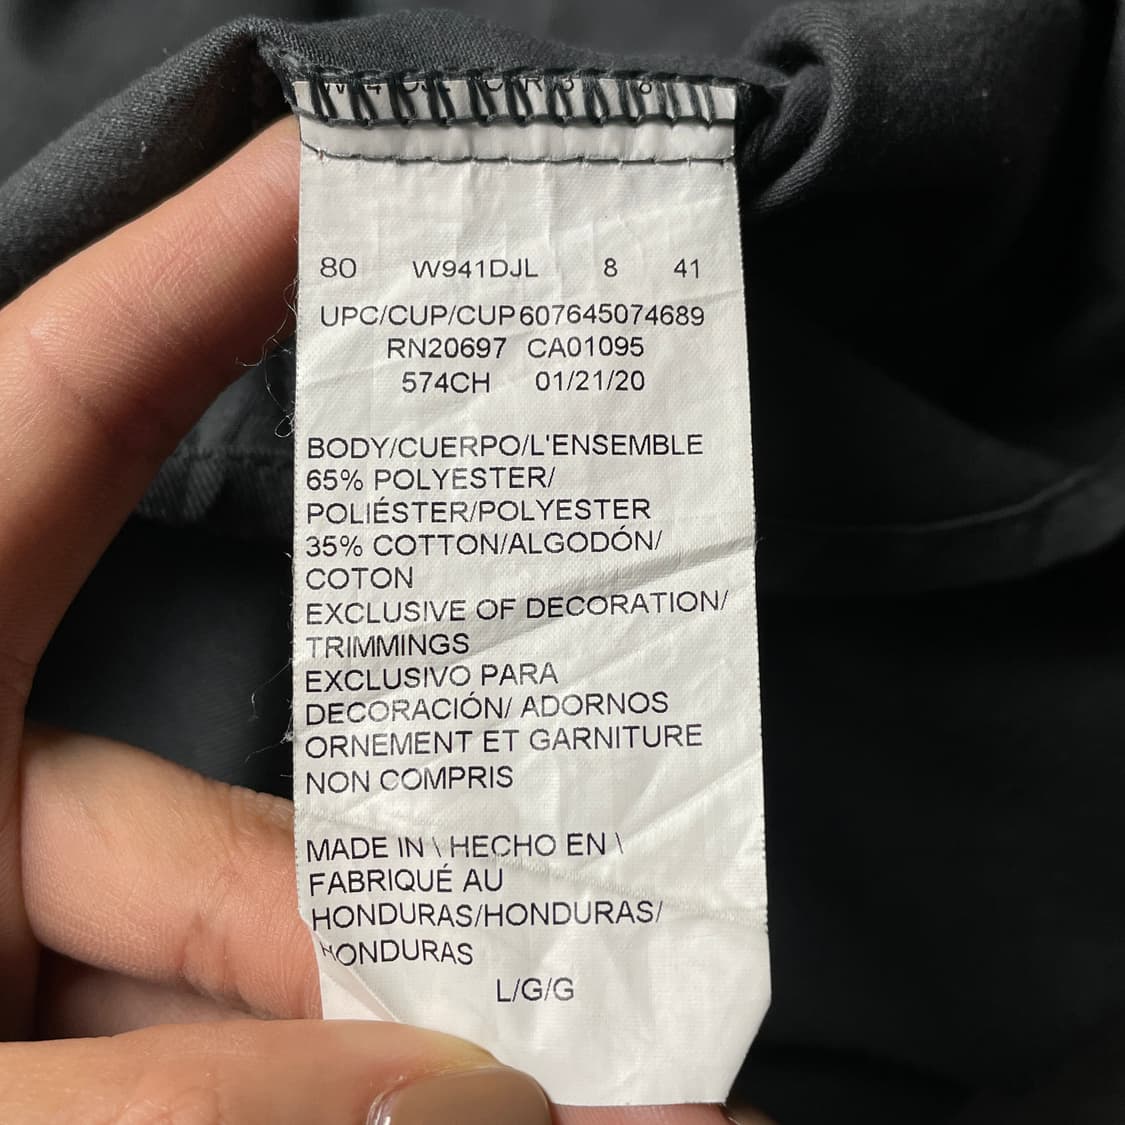 80 W941DJL 8 41
UPC/CUP/CUP607645074689
RN20697 CA01095
574CH 01/21/20
BODY/CUERPO/L'ENSEMBLE
65% POLYESTER/
POLIÉSTER/POLYESTER
35% COTTON/ALGODÓN/
COTON
EXCLUSIVE OF DECORATION/
TRIMMINGS
EXCLUSIVO PARA
DECORACIÓN/ ADORNOS
ORNEMENT ET GARNITURE
NON COMPRIS
MADE IN \ HECHO EN \
FABRIQUÉ AU
HONDURAS/HONDURAS/
HONDURAS
L/G/G